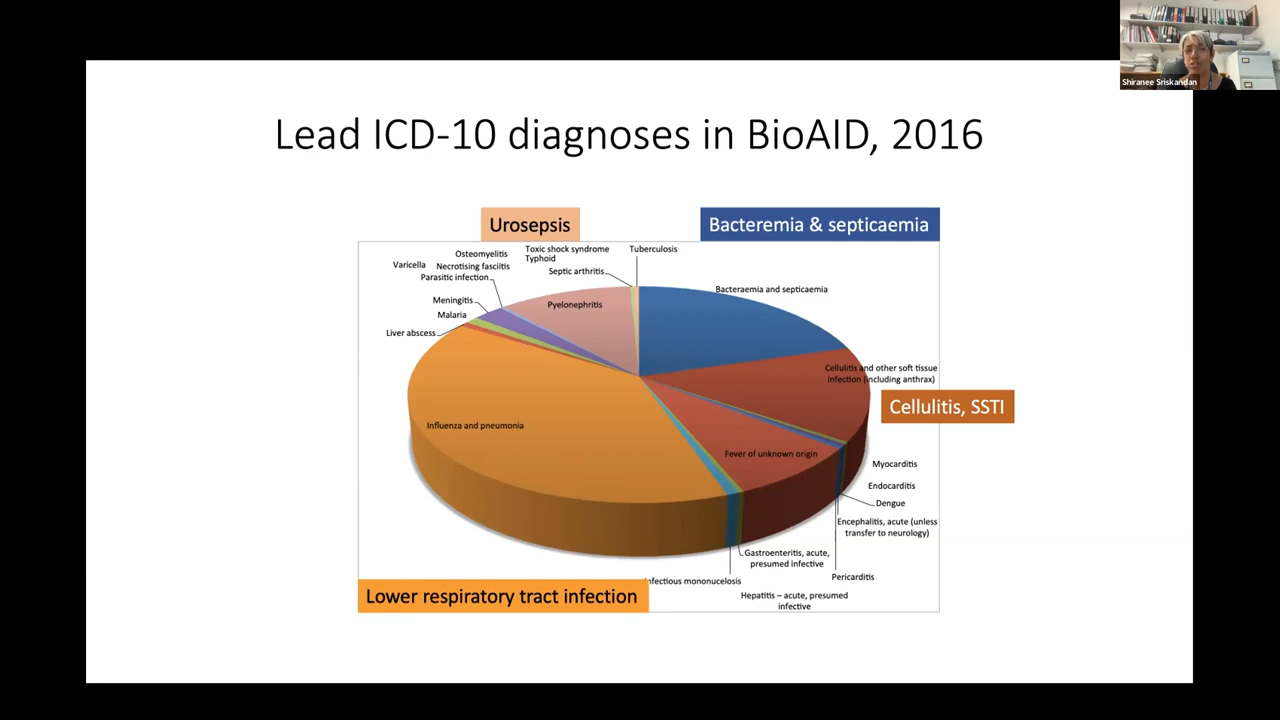 Shiranee Sriskandan
Lead ICD-10 diagnoses in BioAID, 2016
Urosepsis
Bacteremia & septicaemia
Osteomyelitis
Varicella
Necrotising fasciitis
Parasitic infection
Toxic shock syndrome
Typhoid
Septic arthritis
Tuberculosis
Meningitis
Malaria
Liver abscess
Pyelonephritis
Bacteraemia and septicaemia
Cellulitis and other soft tissue
infection (including anthrax)
Cellulitis, SSTI
Influenza and pneumonia
Fever of unknown origin
Myocarditis
Endocarditis
Dengue
Encephalitis, acute (unless
transfer to neurology)
Gastroenteritis, acute,
presumed infective
Pericarditis
Infectious mononucleosis
Hepatitis – acute, presumed
infective
Lower respiratory tract infection